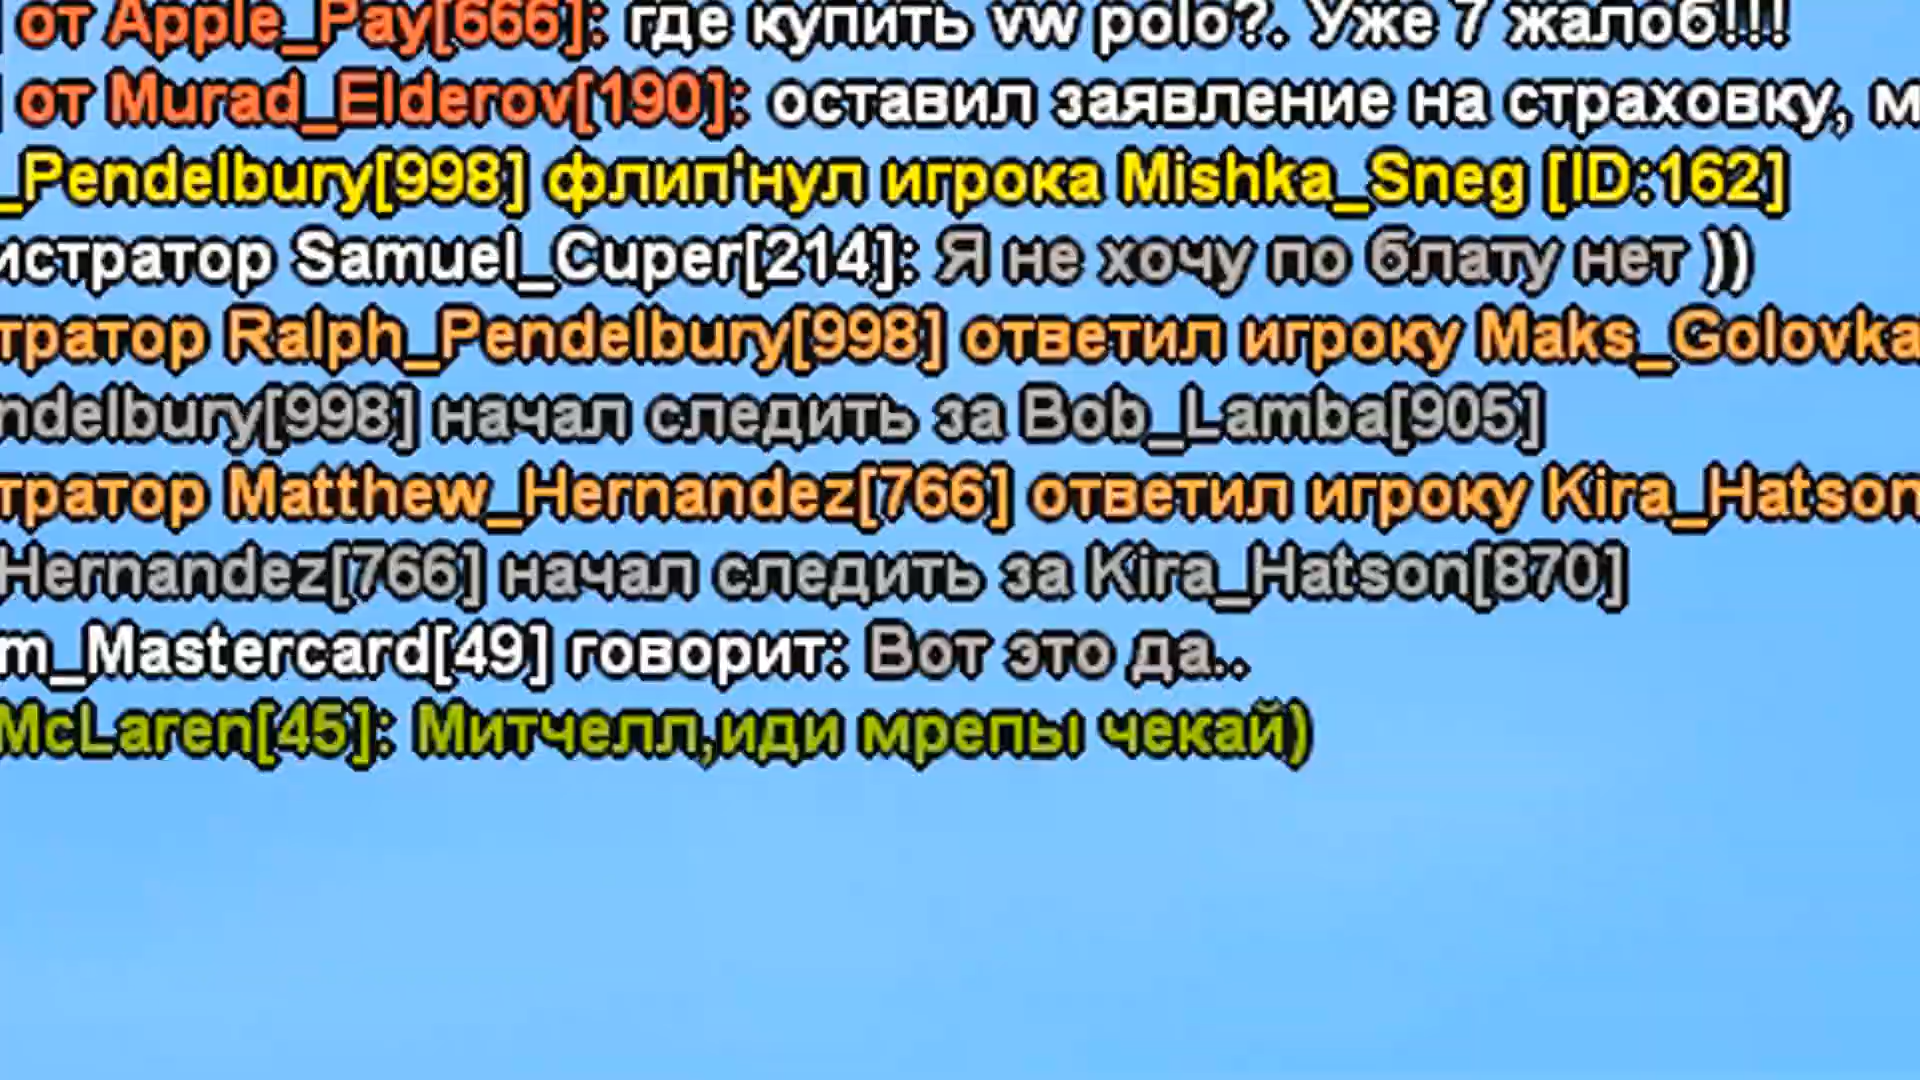 от Apple_Pay[666]: где купить vw polo?. Уже 7 жалоб!!!
от Murad_Elderov[190]: оставил заявление на страховку, м
_Pendelbury[998] флип'нул игрока Mishka_Sneg [ID:162]
истратор Samuel_Cuper[214]: Я не хочу по блату нет ))
тратор Ralph_Pendelbury[998] ответил игроку Maks_Golovka
ndelbury[998] начал следить за Bob_Lamba[905]
тратор Matthew_Hernandez[766] ответил игроку Kira_Hatson
Hernandez[766] начал следить за Kira_Hatson[870]
m_Mastercard[49] говорит: Вот это да..
McLaren[45]: Митчелл,иди мрепы чекай)